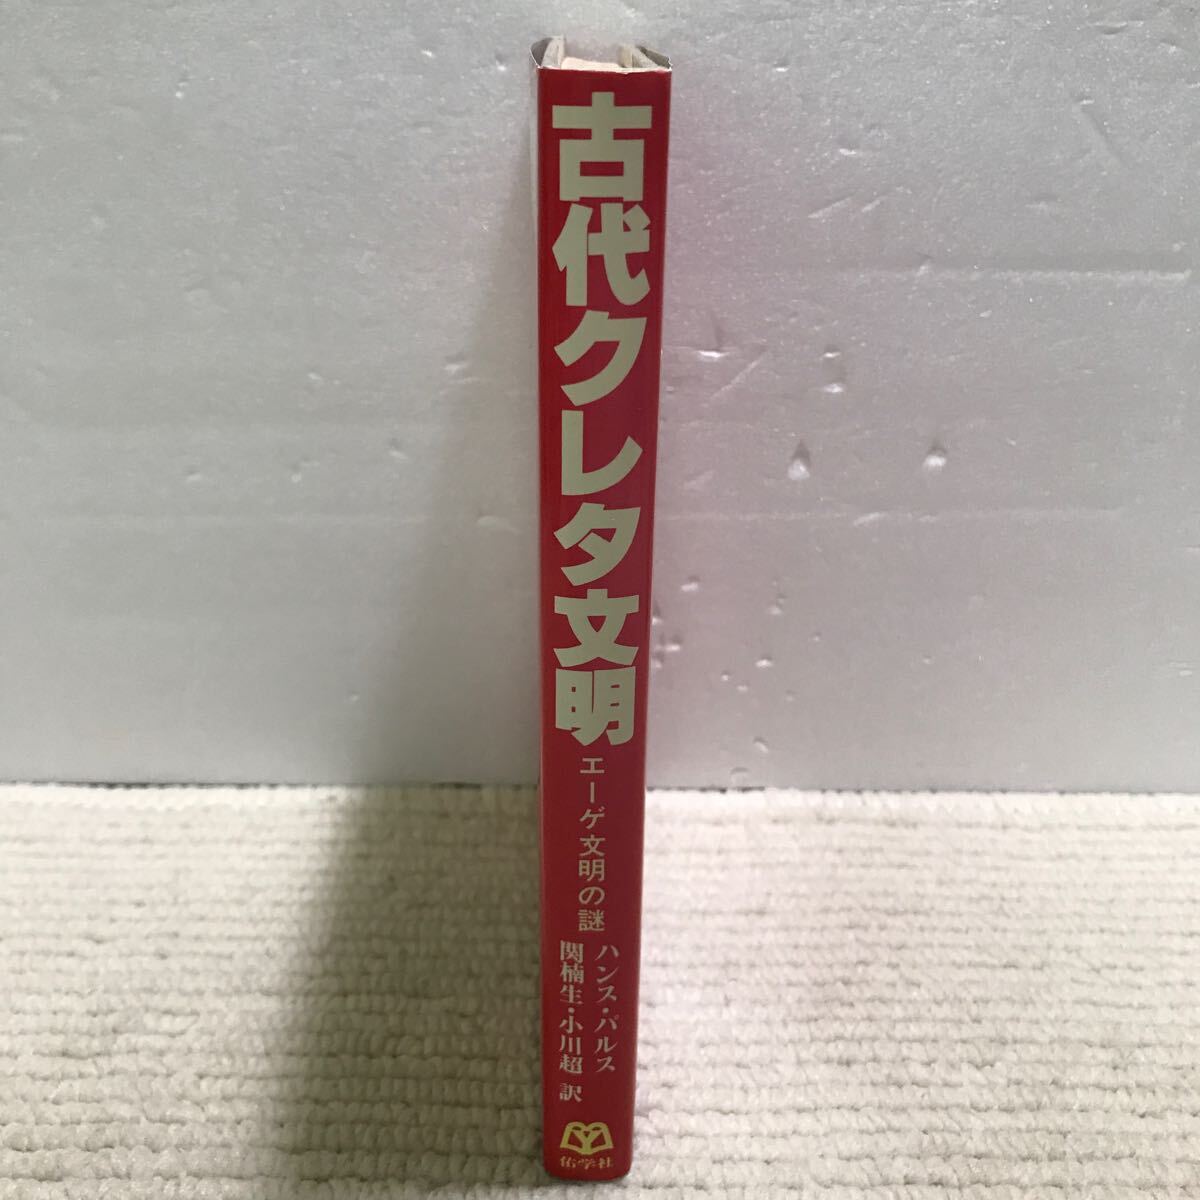 古代クレタ文明
エーゲ文明の謎
ハンス・パルス
関楠生・小川超 訳
佑学社